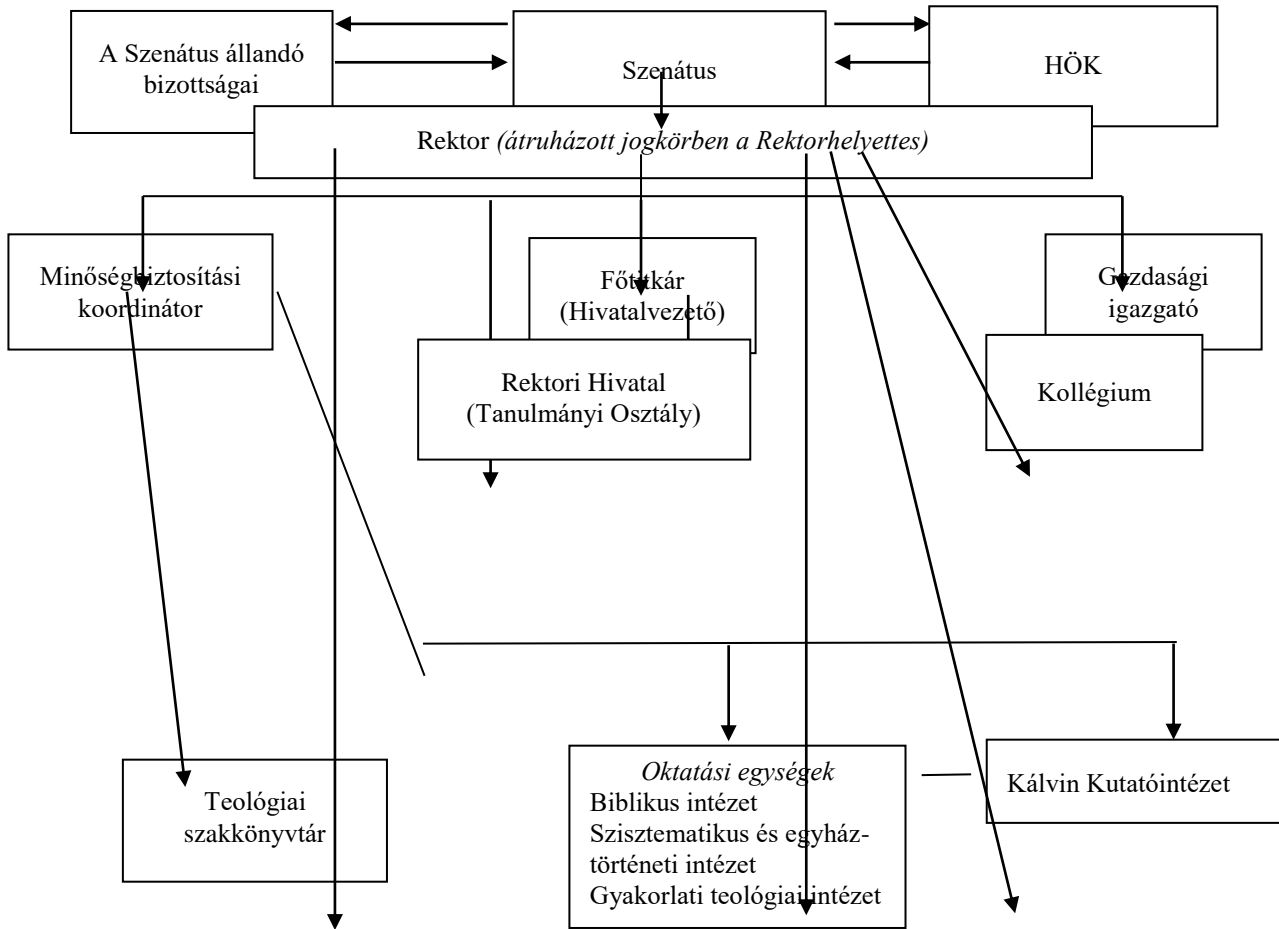 A Szenátus állandó
bizottságai
Szenátus
HÖK
Rektor (átruházott jogkörben a Rektorhelyettes)
Minőségbiztosítási
koordinátor
Főtitkár
(Hivatalvezető)
Gazdasági
igazgató
Rektori Hivatal
(Tanulmányi Osztály)
Kollégium
Teológiai
szakkönyvtár
Oktatási egységek
Biblikus intézet
Szisztematikus és egyház-
történeti intézet
Gyakorlati teológiai intézet
Kálvin Kutatóintézet